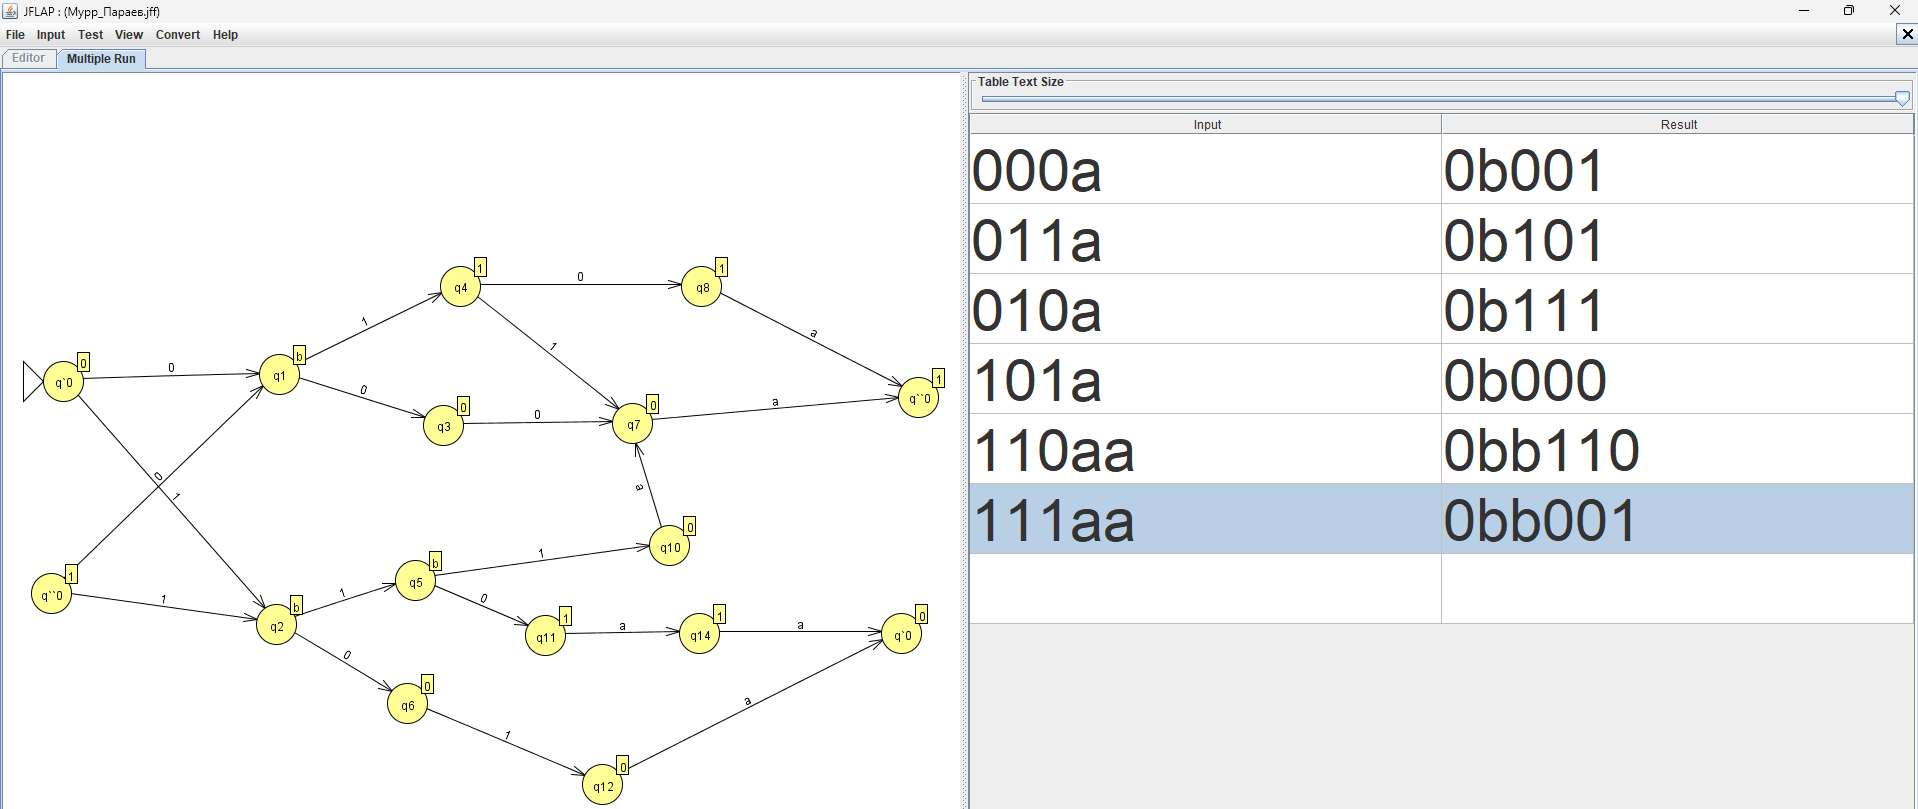 JFLAP : (Мурр_Параев.jff)
File Input Test View Convert Help
Editor Multiple Run
Table Text Size
Input Result
000a 0b001
011a 0b101
010a 0b111
101a 0b000
110aa 0bb110
111aa 0bb001
1
q4
0
1
q8
1
a
0
q`0
0
b
q1
1
1
q``0
0
0
q3
0
0
q7
a
0
1
a
0
q10
1
q``0
1
b
q2
1
b
q5
1
0
1
q11
a
1
q14
a
0
q`0
0
0
q6
1
a
0
q12